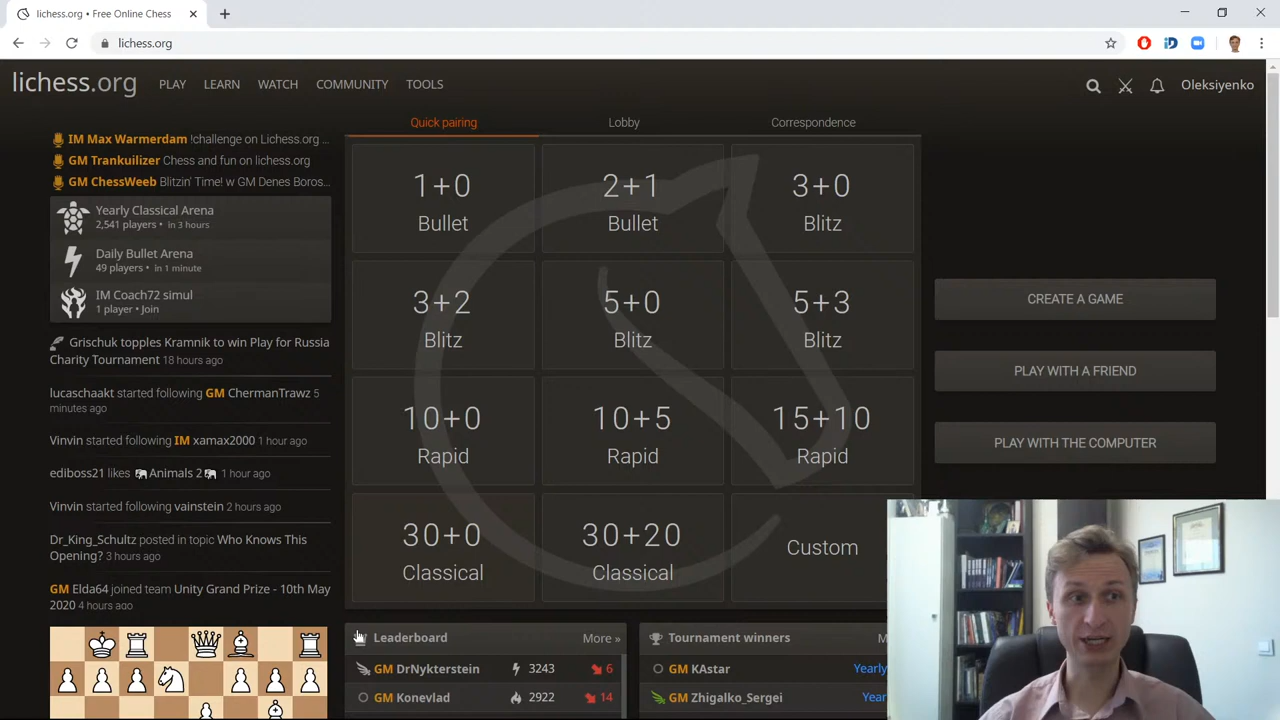 lichess.org • Free Online Chess
lichess.org
lichess.org PLAY LEARN WATCH COMMUNITY TOOLS Oleksiyenko
IM Max Warmerdam !challenge on Lichess.org ...
GM Trankuilizer Chess and fun on lichess.org
GM ChessWeeb Blitzin' Time! w GM Denes Boros...
Yearly Classical Arena
2,541 players • in 3 hours
Daily Bullet Arena
49 players • in 1 minute
IM Coach72 simul
1 player • Join
Grischuk topples Kramnik to win Play for Russia
Charity Tournament 18 hours ago
lucaschaakt started following GM ChermanTrawz 5
minutes ago
Vinvin started following IM xamax2000 1 hour ago
ediboss21 likes Animals 2 1 hour ago
Vinvin started following vainstein 2 hours ago
Dr_King_Schultz posted in topic Who Knows This
Opening? 3 hours ago
GM Elda64 joined team Unity Grand Prize - 10th May
2020 4 hours ago
Quick pairing Lobby Correspondence
1+0 2+1 3+0
Bullet Bullet Blitz
3+2 5+0 5+3
Blitz Blitz Blitz
10+0 10+5 15+10
Rapid Rapid Rapid
30+0 30+20 Custom
Classical Classical
CREATE A GAME
PLAY WITH A FRIEND
PLAY WITH THE COMPUTER
Leaderboard More »
GM DrNykterstein 3243 6
GM Konevlad 2922 14
Tournament winners M
GM KAstar Yearly
GM Zhigalko_Sergei Year